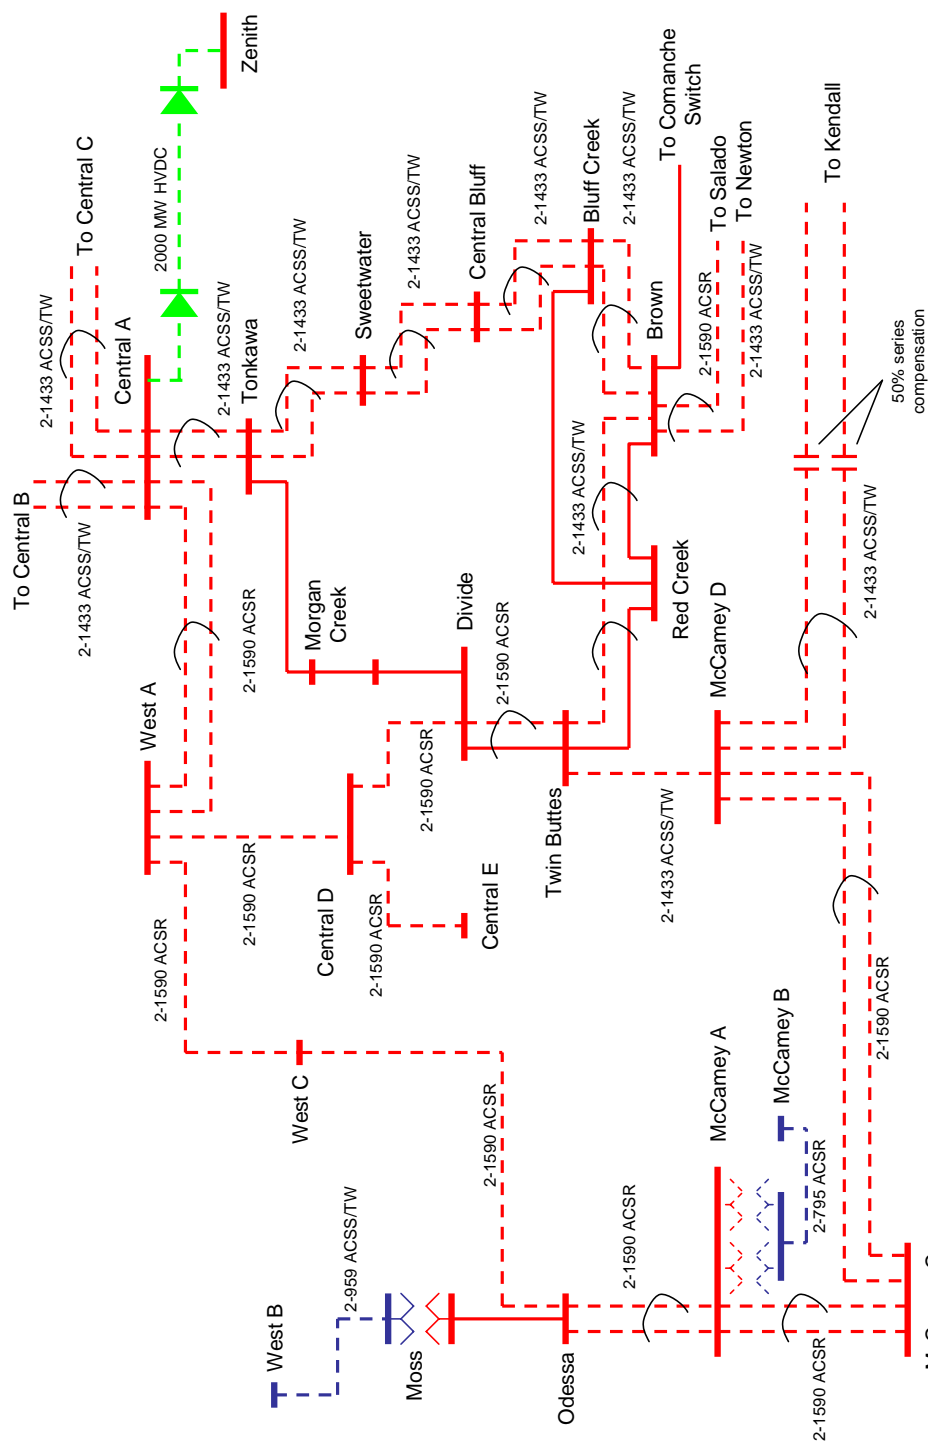 Zenith
2000 MW HVDC
To Central C
2-1433 ACSS/TW
Central A
2-1433 ACSS/TW
To Central B
2-1433 ACSS/TW
Tonkawa
2-1433 ACSS/TW
Sweetwater
2-1433 ACSS/TW
Central Bluff
2-1433 ACSS/TW
Bluff Creek
2-1433 ACSS/TW
To Comanche
Switch
Brown
To Salado
2-1590 ACSR
To Newton
2-1433 ACSS/TW
2-1433 ACSS/TW
Red Creek
West A
2-1590 ACSR
Morgan
Creek
Divide
2-1590 ACSR
2-1590 ACSR
2-1590 ACSR
Central D
2-1590 ACSR
Central E
Twin Buttes
2-1433 ACSS/TW
McCamey D
2-1433 ACSS/TW
To Kendall
50% series
compensation
2-1590 ACSR
West C
2-1590 ACSR
West B
2-959 ACSS/TW
Moss
Odessa
2-1590 ACSR
McCamey A
McCamey B
2-795 ACSR
2-1590 ACSR
2-1590 ACSR